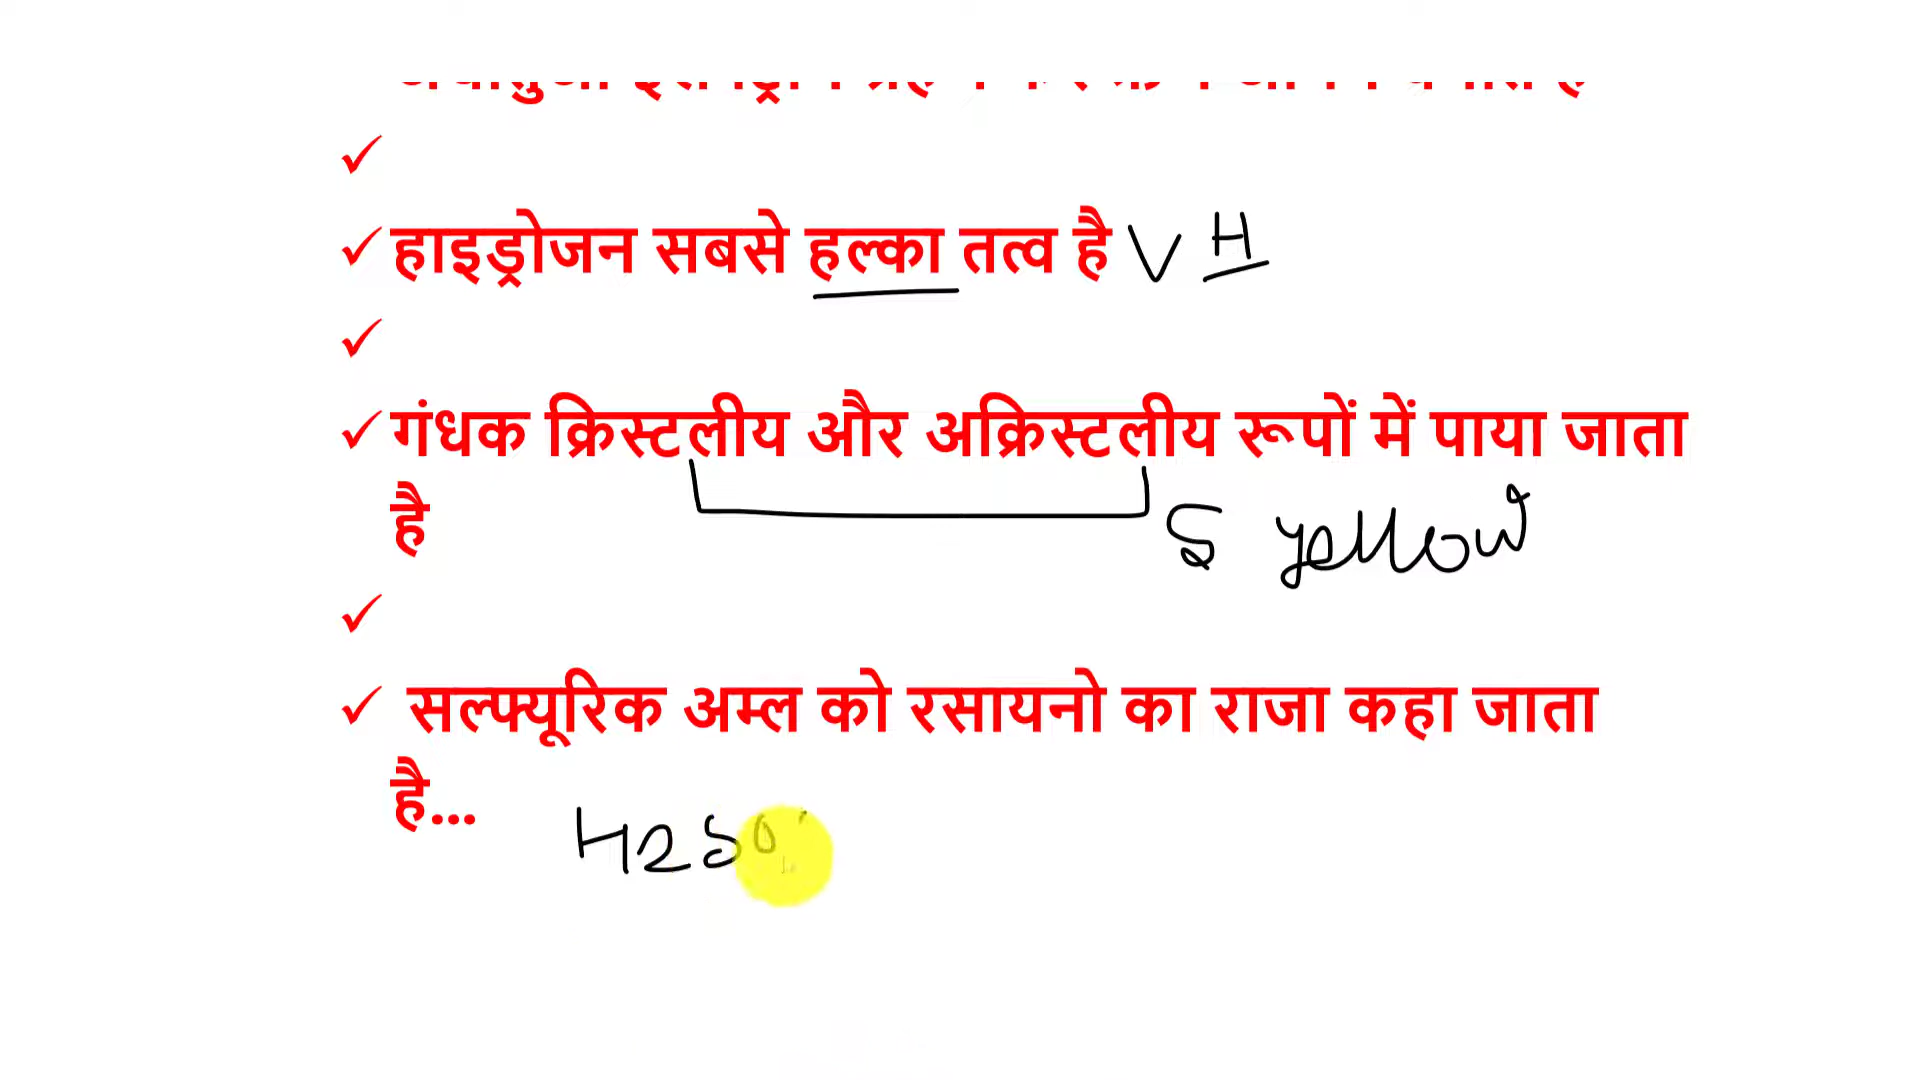 हाइड्रोजन सबसे हल्का तत्व है V H
गंधक क्रिस्टलीय और अक्रिस्टलीय रूपों में पाया जाता
है
S yellow
सल्फ्यूरिक अम्ल को रसायनो का राजा कहा जाता
है...
H2SO